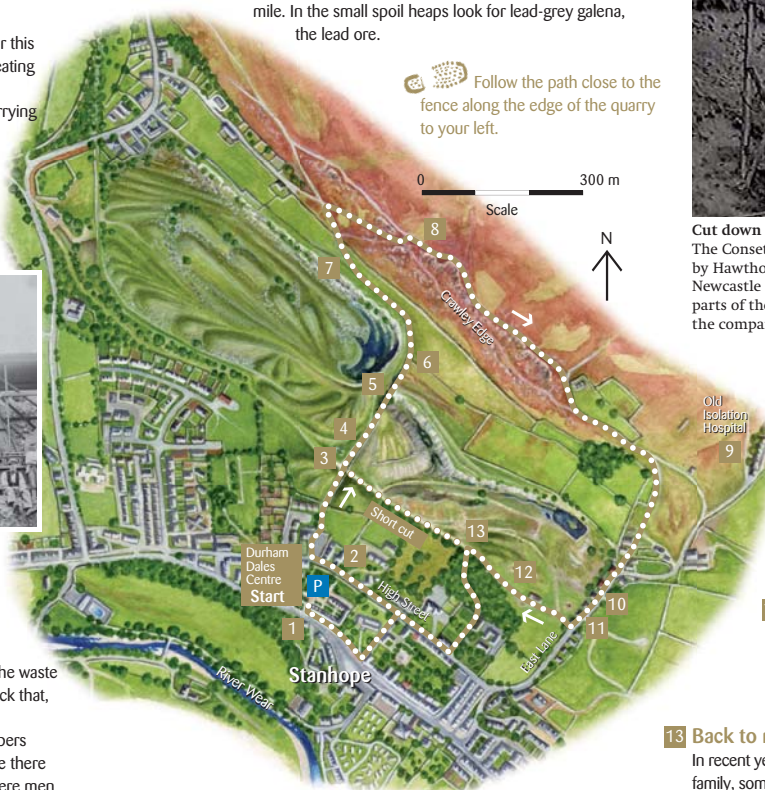 mile. In the small spoil heaps look for lead-grey galena,
the lead ore.
r this
eating
rrying
Follow the path close to the
fence along the edge of the quarry
to your left.
0 300 m
Scale
N
Cut down
The Conset
by Hawtho
Newcastle
parts of the
the compa
8
7
Crawley Edge
6
5
Old
Isolation
Hospital
9
4
3
Short cut
13
Durham
Dales
Centre
Start
P
2
12
High Street
10
11
1
East Lane
Stanhope
River Wear
he waste
ck that,
bers
e there
ere men
13 Back to n
In recent ye
family, som